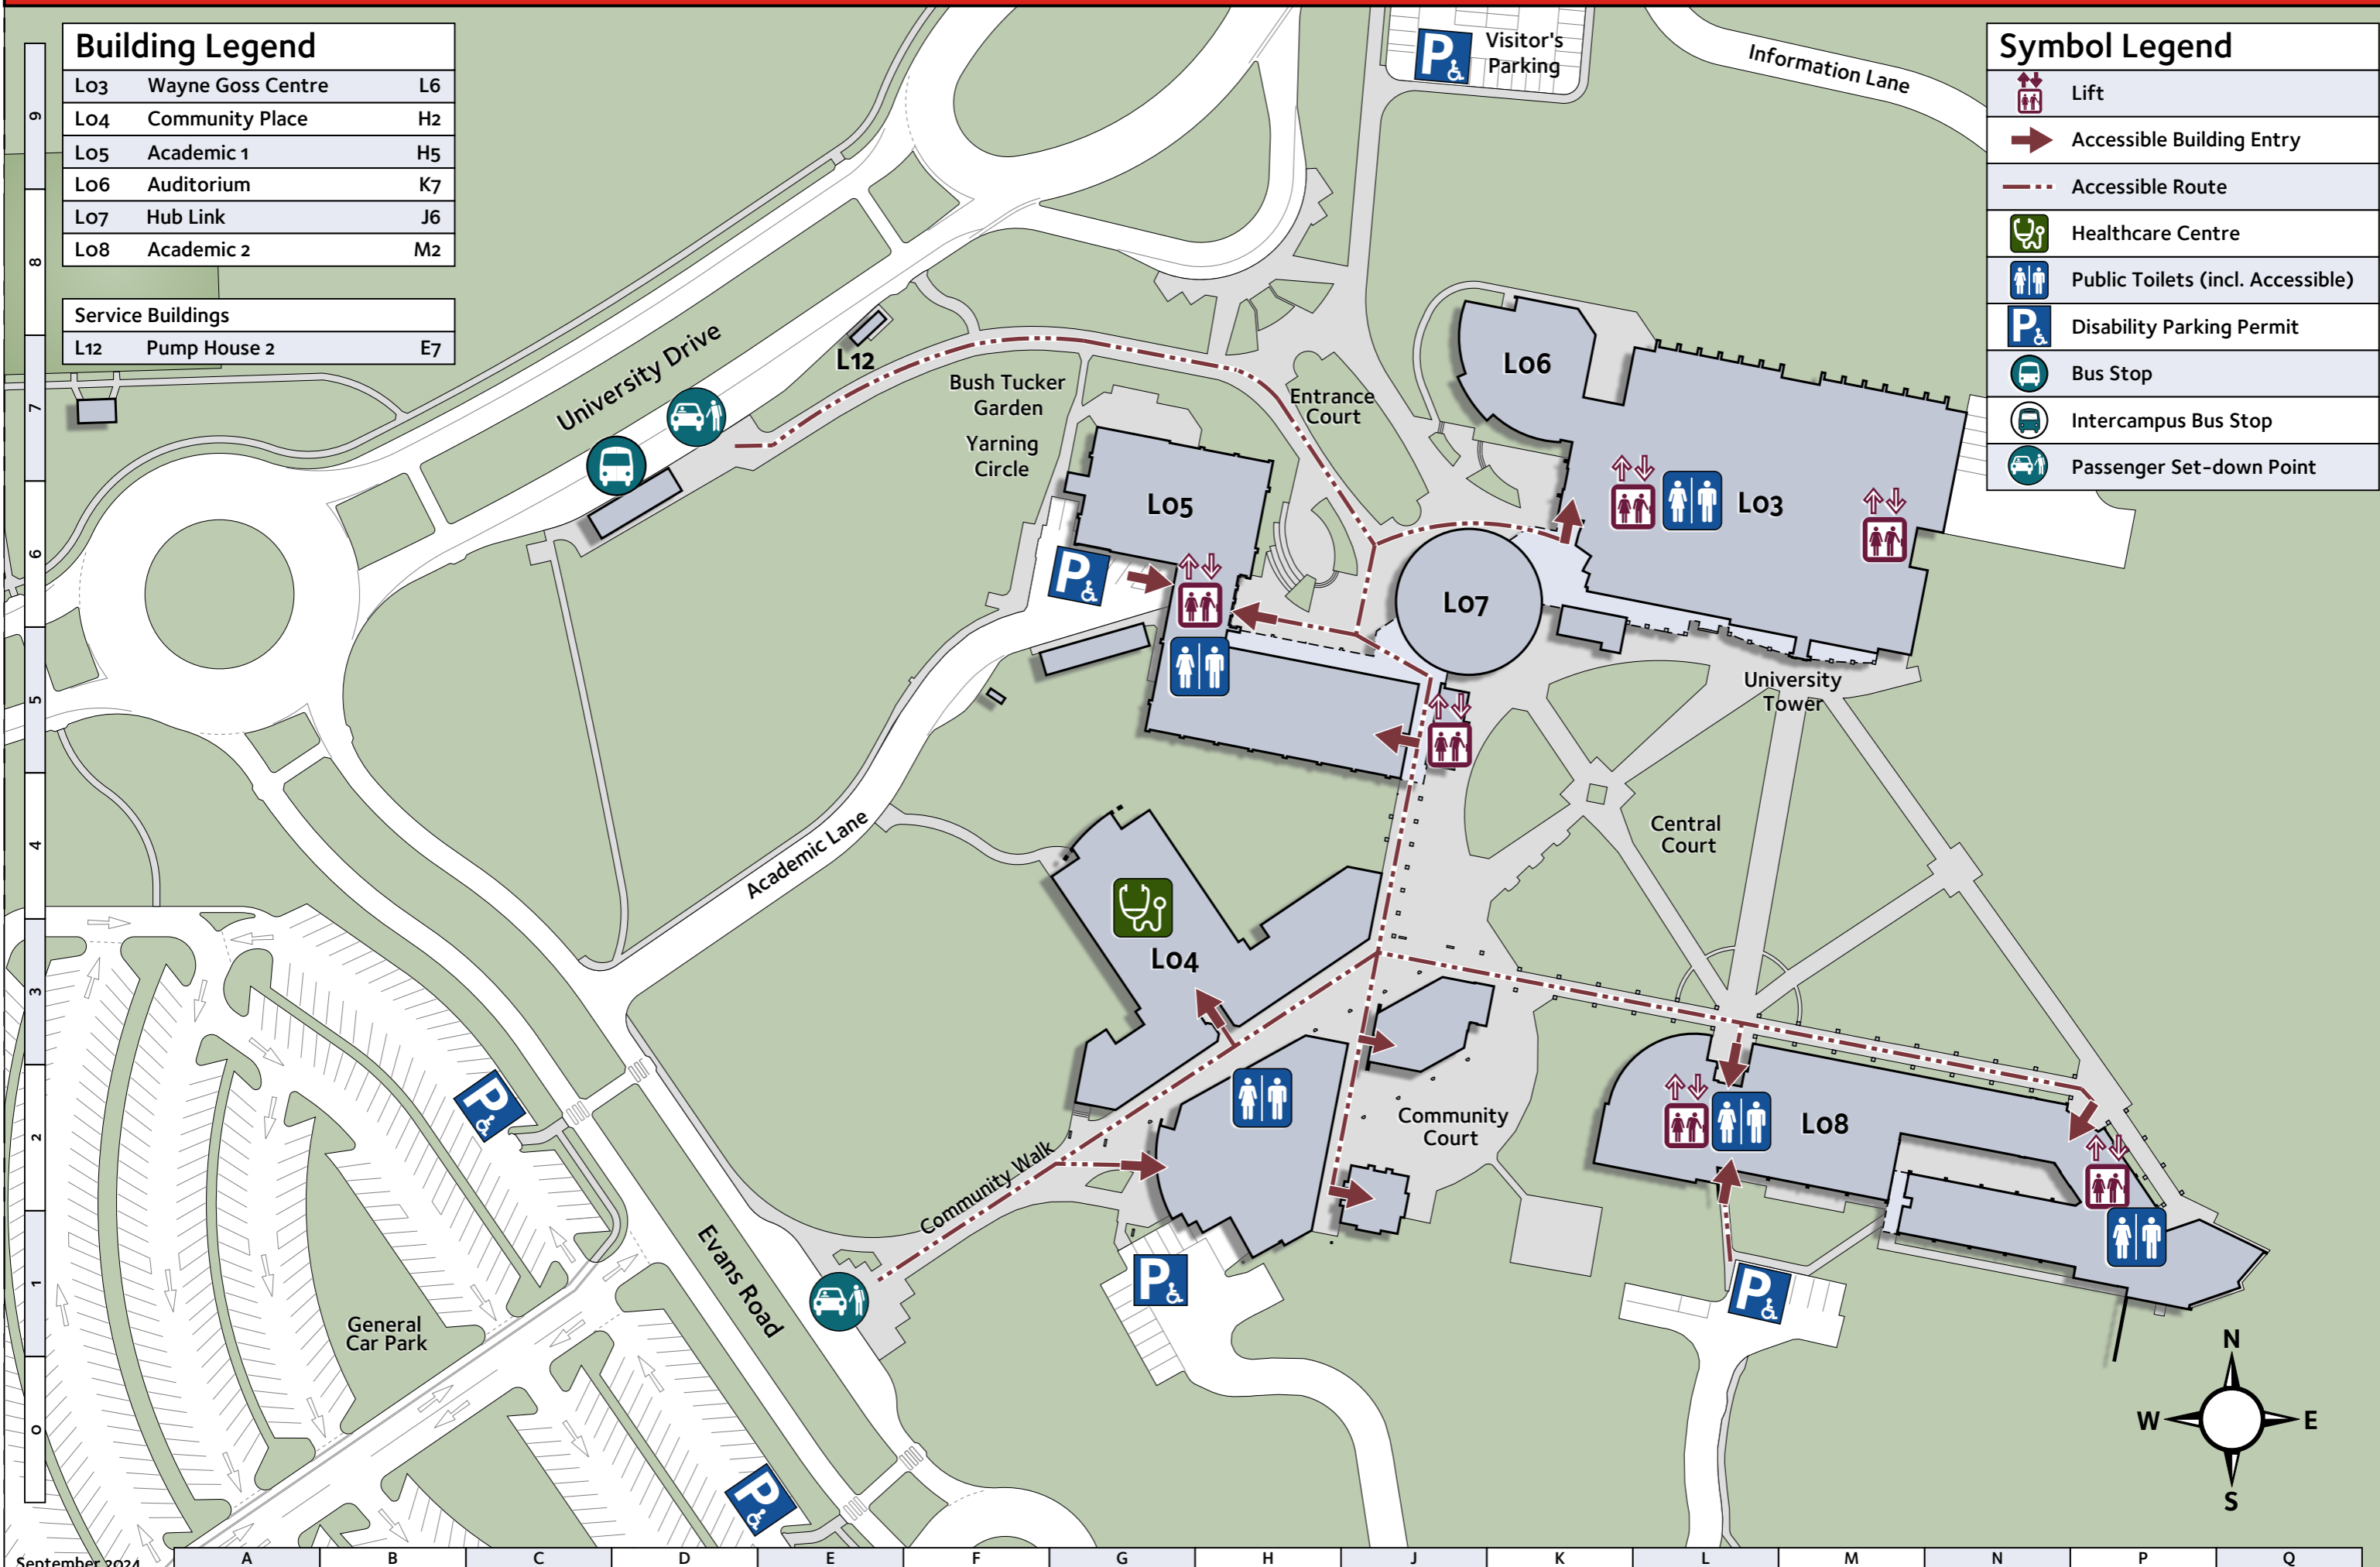 Building Legend
L03 Wayne Goss Centre L6
L04 Community Place H2
L05 Academic 1 H5
L06 Auditorium K7
L07 Hub Link J6
L08 Academic 2 M2
Service Buildings
L12 Pump House 2 E7
Symbol Legend
Lift
Accessible Building Entry
Accessible Route
Healthcare Centre
Public Toilets (incl. Accessible)
P Disability Parking Permit
Bus Stop
Intercampus Bus Stop
Passenger Set-down Point
P
Visitor's
Parking
Information Lane
University Drive
L12
Bush Tucker
Garden
Yarning
Circle
Entrance
Court
L06
L05
L03
P
L07
University
Tower
Central
Court
Academic Lane
L04
Community
Court
L08
P
Community Walk
Evans Road
P
P
General
Car Park
P
N
W E
S
9
8
7
6
5
4
3
2
1
0
September 2024
A B C D E F G H J K L M N P Q